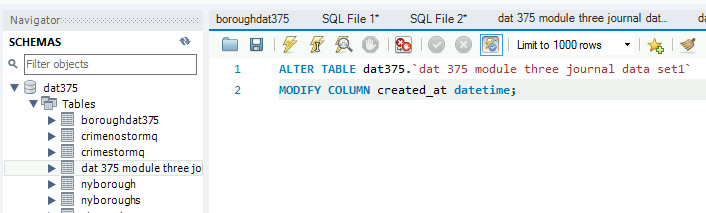 Navigator
SCHEMAS
Filter objects
dat375
Tables
boroughdat375
crimenostormq
crimestormq
dat 375 module three jo
nyborough
nyboroughs
boroughdat375
SQL File 1*
SQL File 2*
dat 375 module three journal dat...
Limit to 1000 rows
1 ALTER TABLE dat375.`dat 375 module three journal data set1`
2 MODIFY COLUMN created_at datetime;